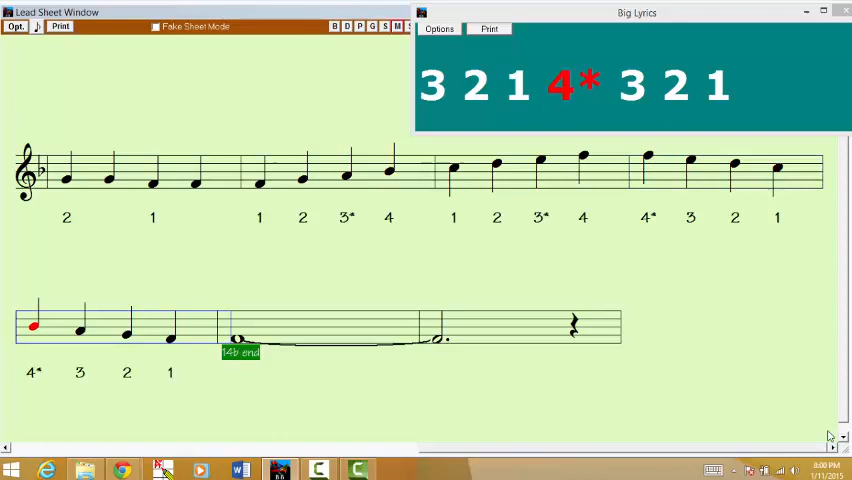 Lead Sheet Window
Big Lyrics
Opt. Print Fake Sheet Mode B D P G S M S
Options Print
3 2 1 4* 3 2 1
2 1 1 2 3* 4 1 2 3* 4 4* 3 2 1
14b end
4* 3 2 1
8:00 PM
1/11/2015